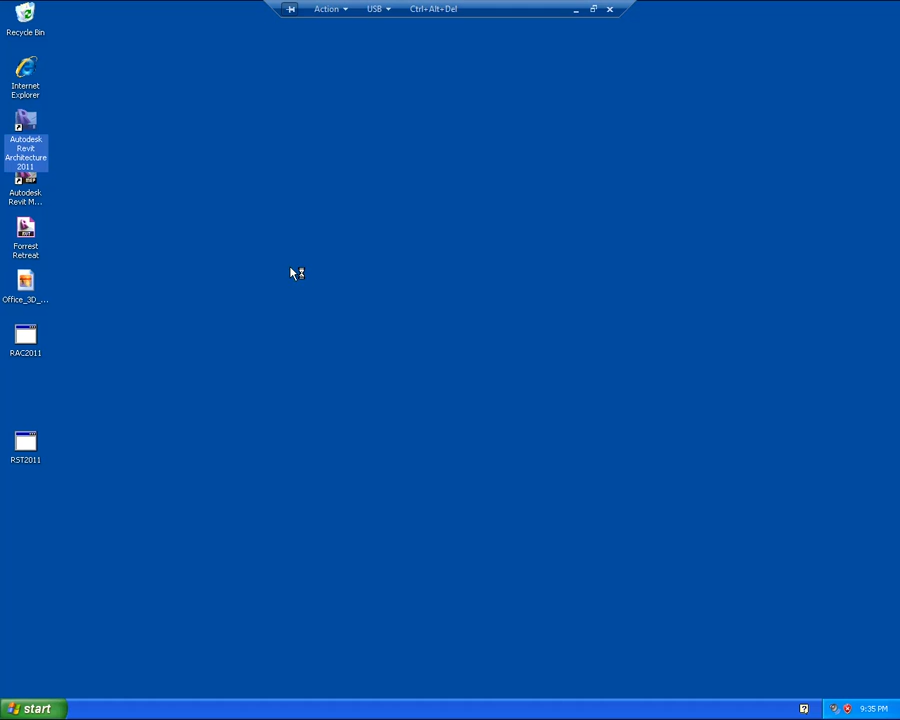 Action
USB
Ctrl+Alt+Del
Recycle Bin
Internet
Explorer
Autodesk
Revit
Architecture
2011
Autodesk
Revit M...
Forrest
Retreat
Office_3D_...
RAC2011
RST2011
start
9:35 PM